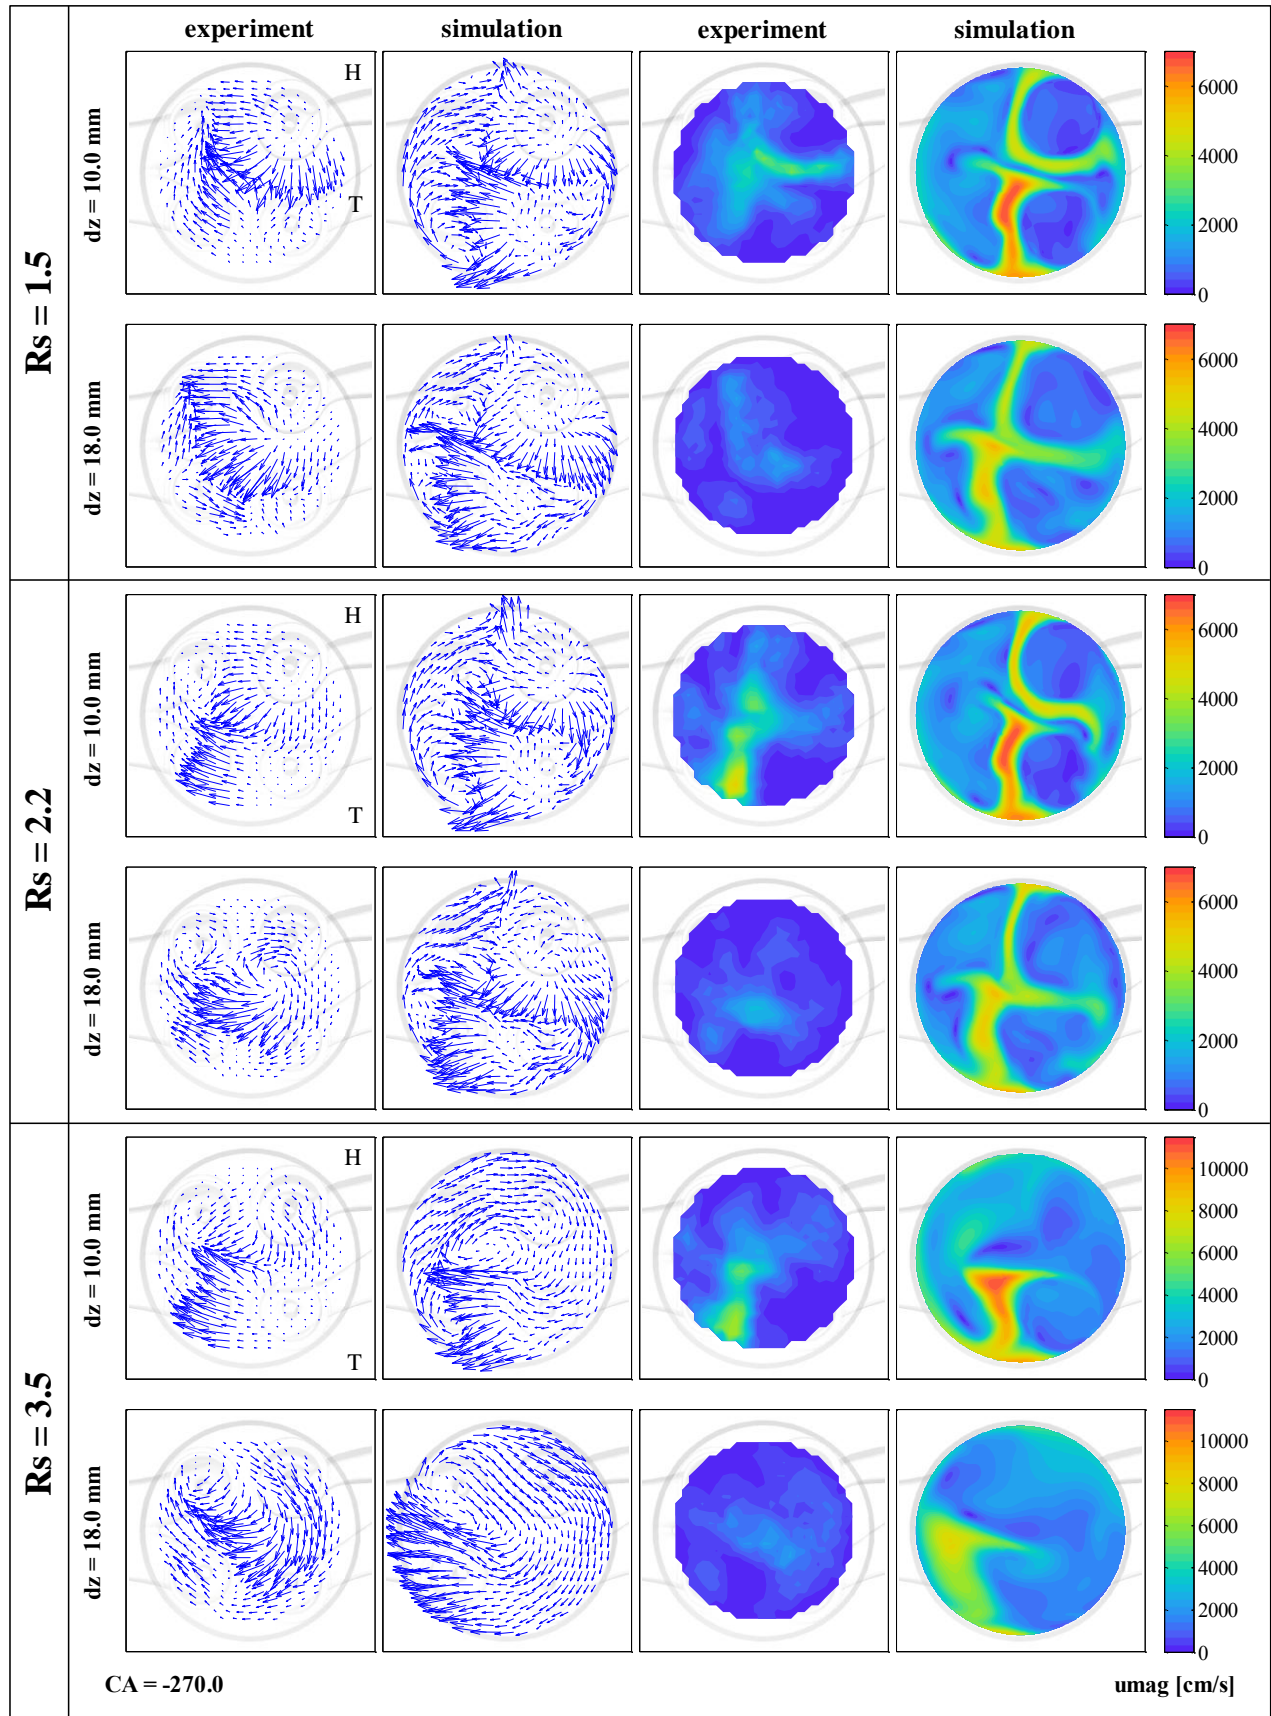 experiment simulation experiment simulation
Rs = 1.5
dz = 10.0 mm
H
T
6000
4000
2000
0
dz = 18.0 mm
6000
4000
2000
0
Rs = 2.2
dz = 10.0 mm
H
T
6000
4000
2000
0
dz = 18.0 mm
6000
4000
2000
0
Rs = 3.5
dz = 10.0 mm
H
T
10000
8000
6000
4000
2000
0
dz = 18.0 mm
10000
8000
6000
4000
2000
0
CA = -270.0 umag [cm/s]